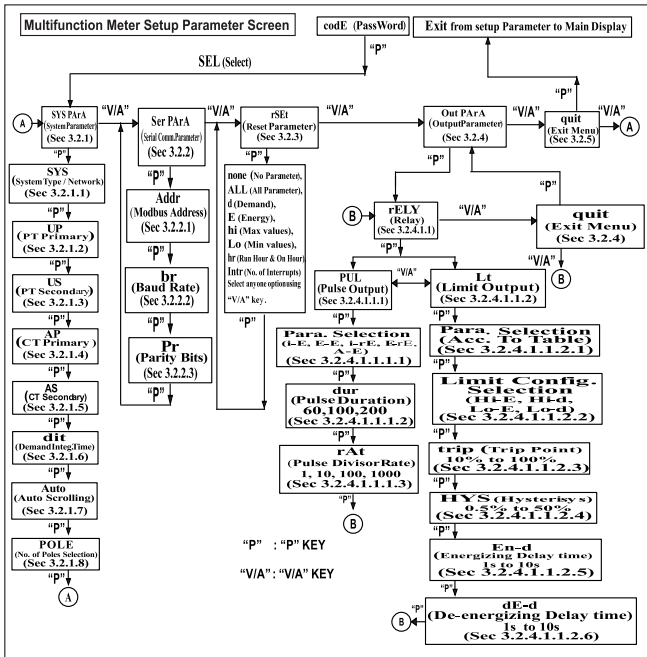 Multifunction Meter Setup Parameter Screen
codE (PassWord)
Exit from setup Parameter to Main Display
"P"
SEL (Select)
"P"
A
SYS PArA
(System Parameter)
(Sec 3.2.1)
"V/A"
Ser PArA
(Serial Comm.Parameter)
(Sec 3.2.2)
"V/A"
rSEt
(Reset Parameter)
(Sec 3.2.3)
"V/A"
Out PArA
(OutputParameter)
(Sec 3.2.4)
"V/A"
quit
(Exit Menu)
(Sec 3.2.5)
"V/A"
A
"P"
SYS
(System Type / Network)
(Sec 3.2.1.1)
"P"
UP
(PT Primary)
(Sec 3.2.1.2)
"P"
US
(PT Secondary)
(Sec 3.2.1.3)
"P"
AP
(CT Primary)
(Sec 3.2.1.4)
"P"
AS
(CT Secondary)
(Sec 3.2.1.5)
"P"
dit
(DemandInteg.Time)
(Sec 3.2.1.6)
"P"
Auto
(Auto Scrolling)
(Sec 3.2.1.7)
"P"
POLE
(No. of Poles Selection)
(Sec 3.2.1.8)
"P"
A
"P"
Addr
(Modbus Address)
(Sec 3.2.2.1)
"P"
br
(Baud Rate)
(Sec 3.2.2.2)
"P"
Pr
(Parity Bits)
(Sec 3.2.2.3)
"P"
"P"
none (No Parameter),
ALL (All Parameter),
d (Demand),
E (Energy),
hi (Max values),
Lo (Min values),
hr (Run Hour & On Hour),
Intr (No. of Interrupts)
Select anyone optionusing
"V/A" key.
"P"
"P"
"P"
B
rELY
(Relay)
(Sec 3.2.4.1.1)
"V/A"
quit
(Exit Menu)
(Sec 3.2.4)
"V/A"
B
"P"
PUL
(Pulse Output)
(Sec 3.2.4.1.1.1)
"V/A"
Lt
(Limit Output)
(Sec 3.2.4.1.1.2)
"P"
Para. Selection
(i-E, E-E, i-rE, E-rE,
A-E)
(Sec 3.2.4.1.1.1.1)
"P"
dur
(Pulse Duration)
60,100,200
(Sec 3.2.4.1.1.1.2)
"P"
rAt
(Pulse Divisor Rate)
1, 10, 100, 1000
(Sec 3.2.4.1.1.1.3)
"P"
B
"P"
Para. Selection
(Acc. To Table)
(Sec 3.2.4.1.1.2.1)
"P"
Limit Config.
Selection
(Hi-E, Hi-d,
Lo-E, Lo-d)
(Sec 3.2.4.1.1.2.2)
"P"
trip (Trip Point)
10% to 100%
(Sec 3.2.4.1.1.2.3)
"P"
HYS (Hysterisys)
0.5% to 50%
(Sec 3.2.4.1.1.2.4)
"P"
En-d
(Energizing Delay time)
1s to 10s
(Sec 3.2.4.1.1.2.5)
"P"
dE-d
(De-energizing Delay time)
1s to 10s
(Sec 3.2.4.1.1.2.6)
"P"
B
"P" : "P" KEY
"V/A" : "V/A" KEY